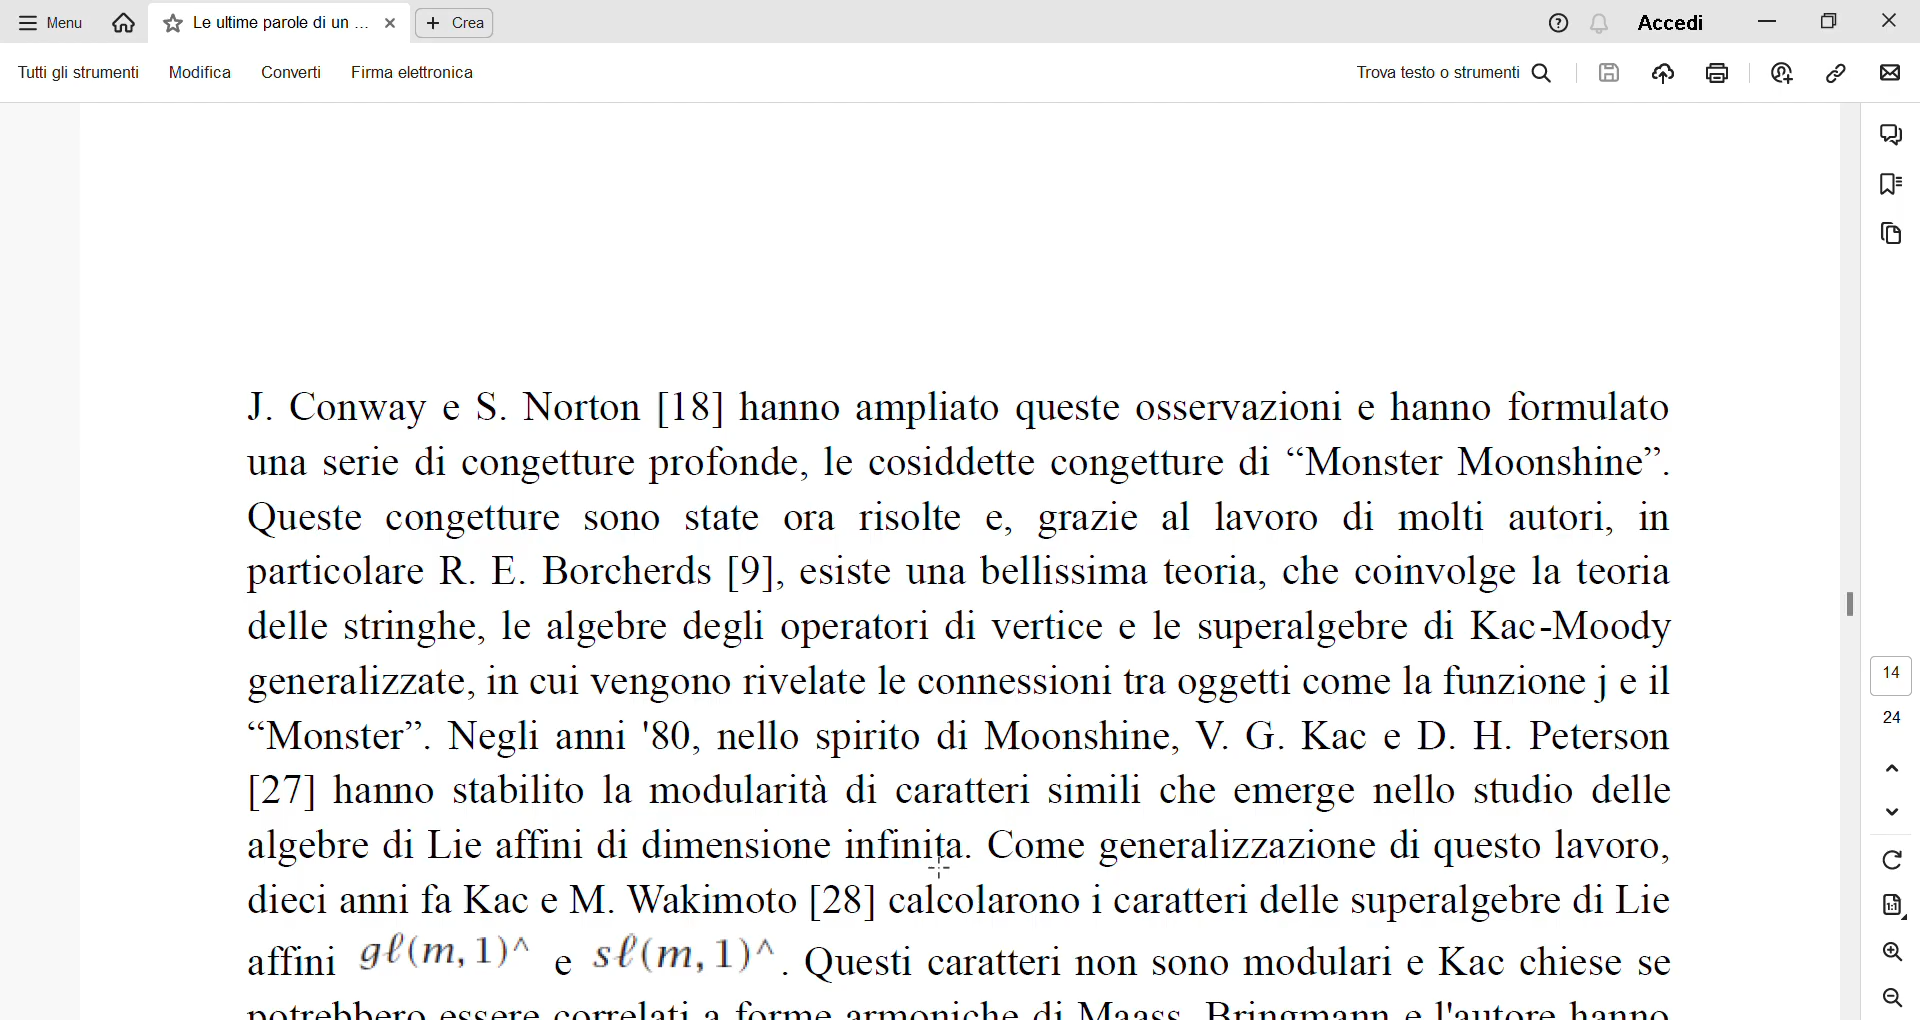 Menu
Le ultime parole di un ...
Crea
Accedi
Tutti gli strumenti Modifica Converti Firma elettronica
Trova testo o strumenti
J. Conway e S. Norton [18] hanno ampliato queste osservazioni e hanno formulato
una serie di congetture profonde, le cosiddette congetture di “Monster Moonshine”.
Queste congetture sono state ora risolte e, grazie al lavoro di molti autori, in
particolare R. E. Borcherds [9], esiste una bellissima teoria, che coinvolge la teoria
delle stringhe, le algebre degli operatori di vertice e le superalgebre di Kac-Moody
generalizzate, in cui vengono rivelate le connessioni tra oggetti come la funzione j e il
“Monster”. Negli anni '80, nello spirito di Moonshine, V. G. Kac e D. H. Peterson
[27] hanno stabilito la modularità di caratteri simili che emerge nello studio delle
algebre di Lie affini di dimensione infinita. Come generalizzazione di questo lavoro,
dieci anni fa Kac e M. Wakimoto [28] calcolarono i caratteri delle superalgebre di Lie
affini gℓ(m, 1)^ e sℓ(m, 1)^. Questi caratteri non sono modulari e Kac chiese se
potrebbero essere correlati a forme armoniche di Maass. Bringmann e l'autore hanno
14
24